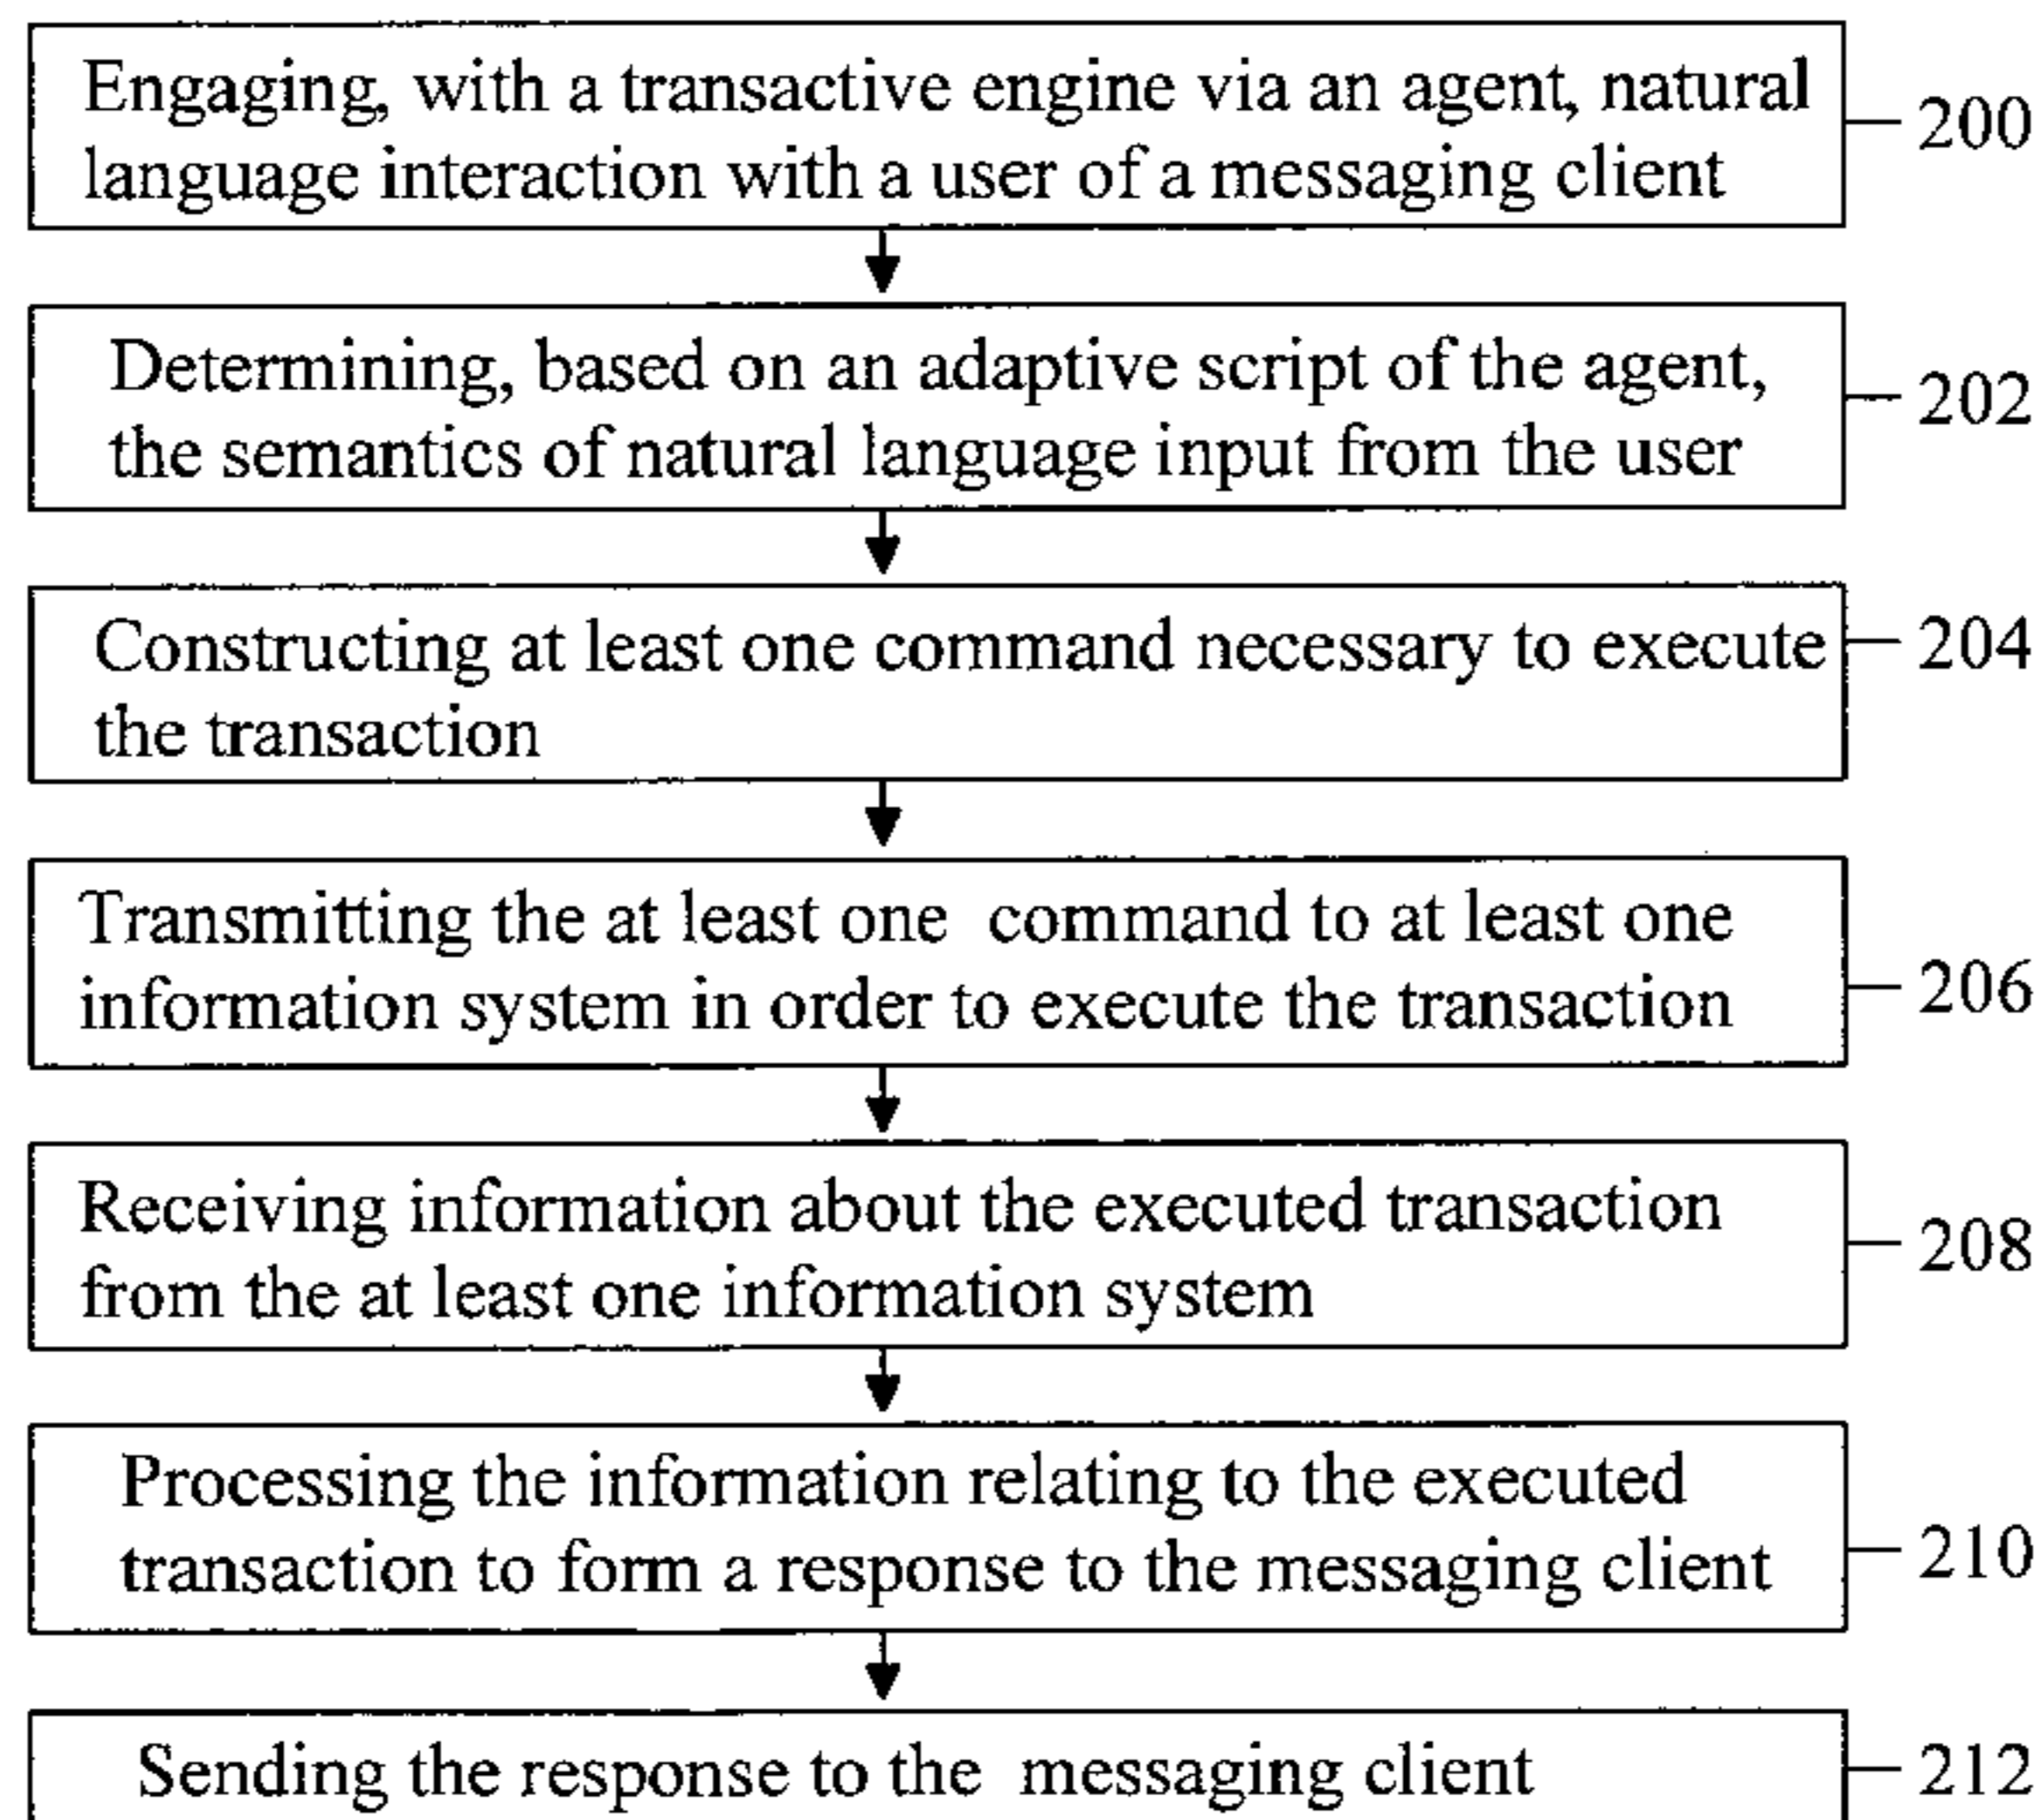 Engaging, with a transactive engine via an agent, natural
language interaction with a user of a messaging client
200
Determining, based on an adaptive script of the agent,
the semantics of natural language input from the user
202
Constructing at least one command necessary to execute
the transaction
204
Transmitting the at least one command to at least one
information system in order to execute the transaction
206
Receiving information about the executed transaction
from the at least one information system
208
Processing the information relating to the executed
transaction to form a response to the messaging client
210
Sending the response to the messaging client
212